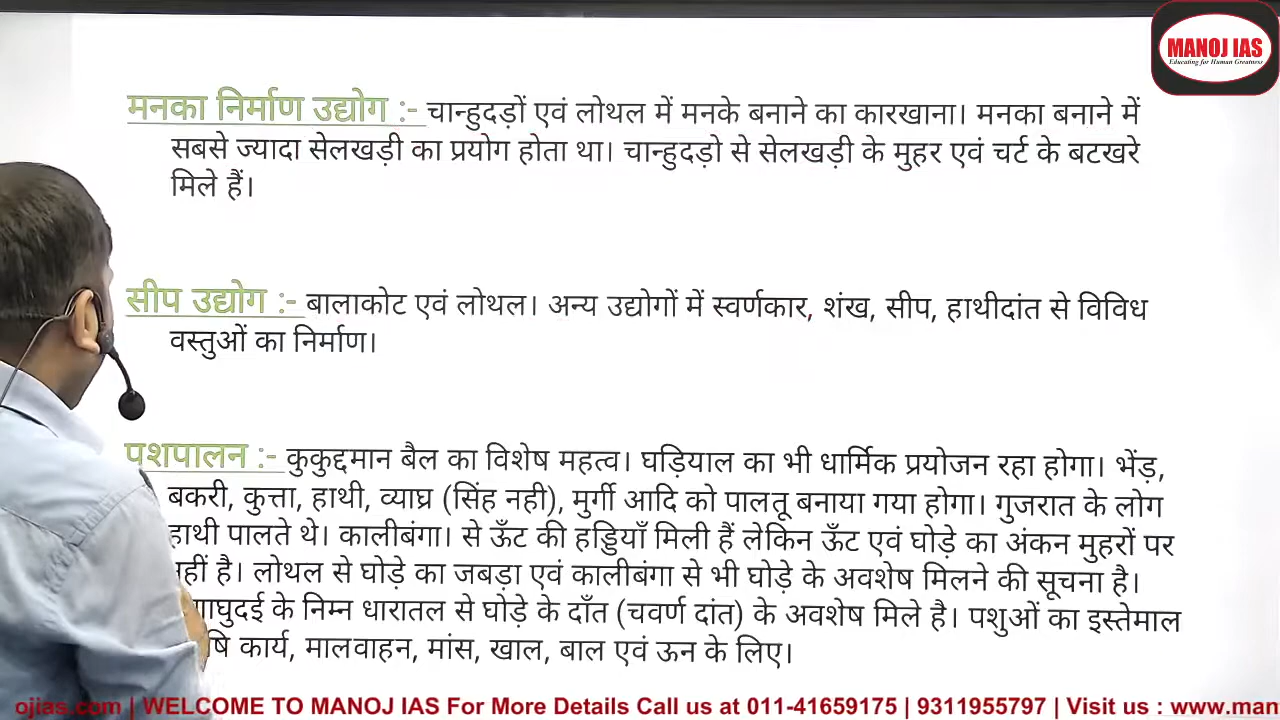 MANOJ IAS
Educating for Human Greatness
मनका निर्माण उद्योग :- चान्हुदड़ों एवं लोथल में मनके बनाने का कारखाना। मनका बनाने में
सबसे ज्यादा सेलखड़ी का प्रयोग होता था। चान्हुदड़ो से सेलखड़ी के मुहर एवं चर्ट के बटखरे
मिले हैं।
सीप उद्योग :- बालाकोट एवं लोथल। अन्य उद्योगों में स्वर्णकार, शंख, सीप, हाथीदांत से विविध
वस्तुओं का निर्माण।
पशुपालन :- कुकुद्दमान बैल का विशेष महत्व। घड़ियाल का भी धार्मिक प्रयोजन रहा होगा। भेंड़,
बकरी, कुत्ता, हाथी, व्याघ्र (सिंह नही), मुर्गी आदि को पालतू बनाया गया होगा। गुजरात के लोग
हाथी पालते थे। कालीबंगा। से ऊँट की हड्डियाँ मिली हैं लेकिन ऊँट एवं घोड़े का अंकन मुहरों पर
नहीं है। लोथल से घोड़े का जबड़ा एवं कालीबंगा से भी घोड़े के अवशेष मिलने की सूचना है।
के निम्न धारातल से घोड़े के दाँत (चवर्ण दांत) के अवशेष मिले है। पशुओं का इस्तेमाल
कार्य, मालवाहन, मांस, खाल, बाल एवं ऊन के लिए।
ojias.com | WELCOME TO MANOJ IAS For More Details Call us at 011-41659175 | 9311955797 | Visit us : www.man